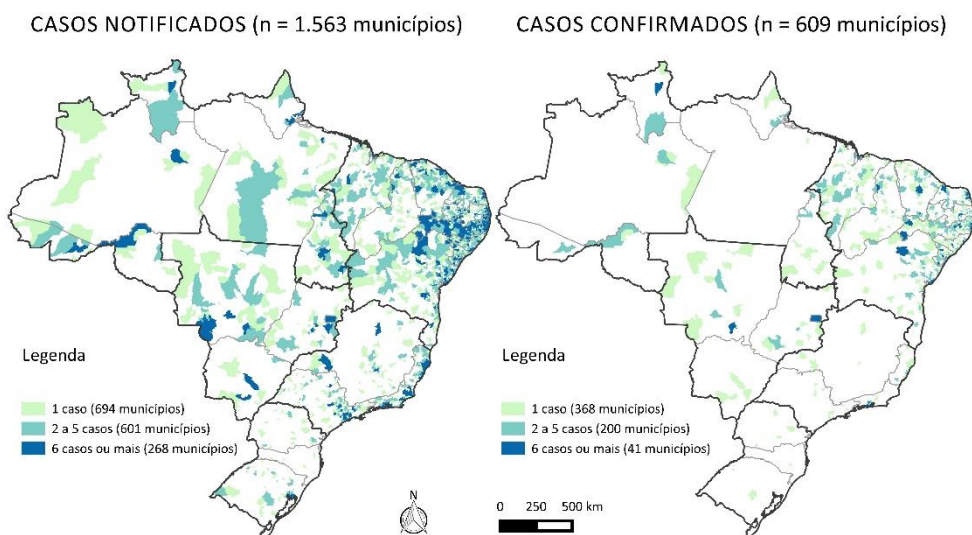 CASOS NOTIFICADOS (n = 1.563 municípios)
CASOS CONFIRMADOS (n = 609 municípios)
Legenda
1 caso (694 municípios)
2 a 5 casos (601 municípios)
6 casos ou mais (268 municípios)
N
0 250 500 km
Legenda
1 caso (368 municípios)
2 a 5 casos (200 municípios)
6 casos ou mais (41 municípios)